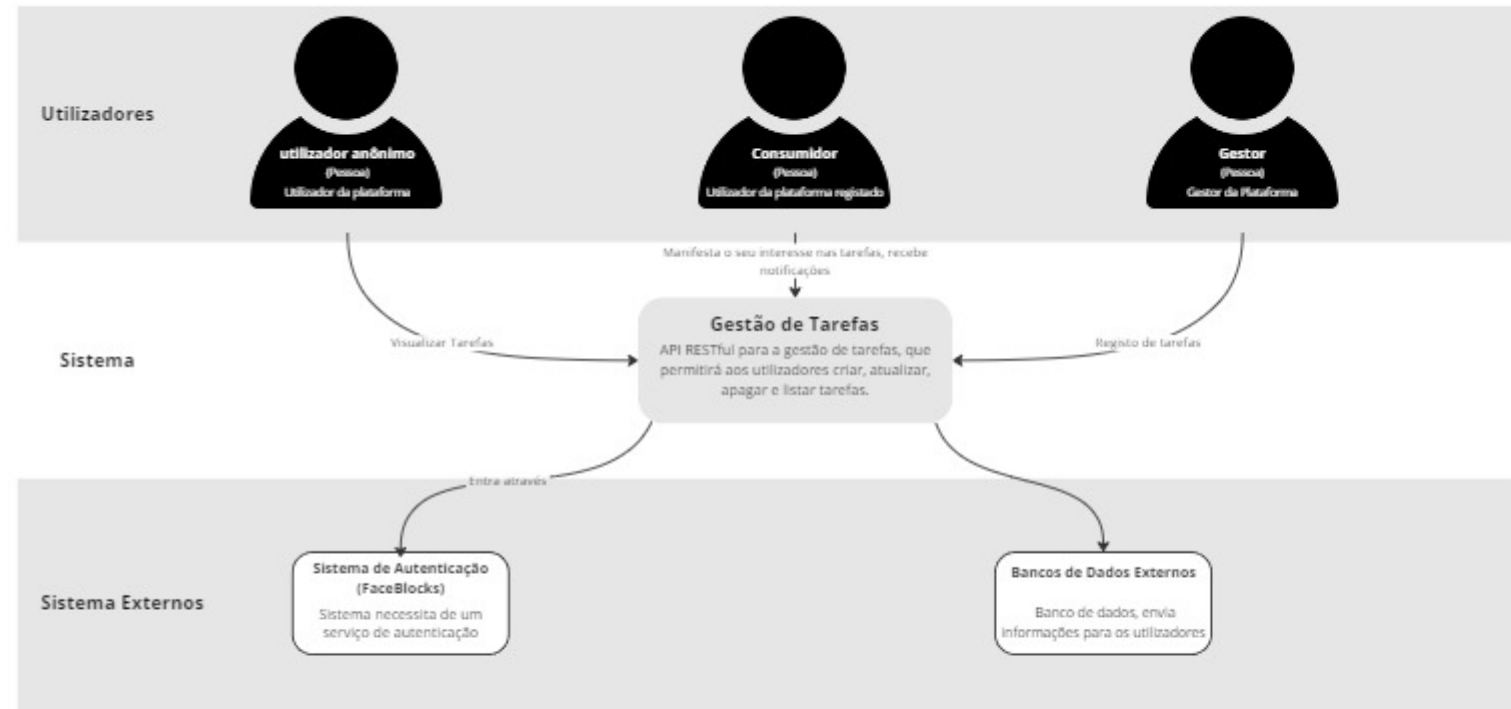 Utilizadores
utilizador anônimo
(Pessoa)
Utilizador da plataforma
Consumidor
(Pessoa)
Utilizador da plataforma registado
Gestor
(Pessoa)
Gestor da Plataforma
Manifesta o seu interesse nas tarefas, recebe
notificações
Visualizar Tarefas
Registo de tarefas
Sistema
Gestão de Tarefas
API RESTful para a gestão de tarefas, que
permitirá aos utilizadores criar, atualizar,
apagar e listar tarefas.
Entra através
Sistema Externos
Sistema de Autenticação
(FaceBlocks)
Sistema necessita de um
serviço de autenticação
Bancos de Dados Externos
Banco de dados, envia
informações para os utilizadores